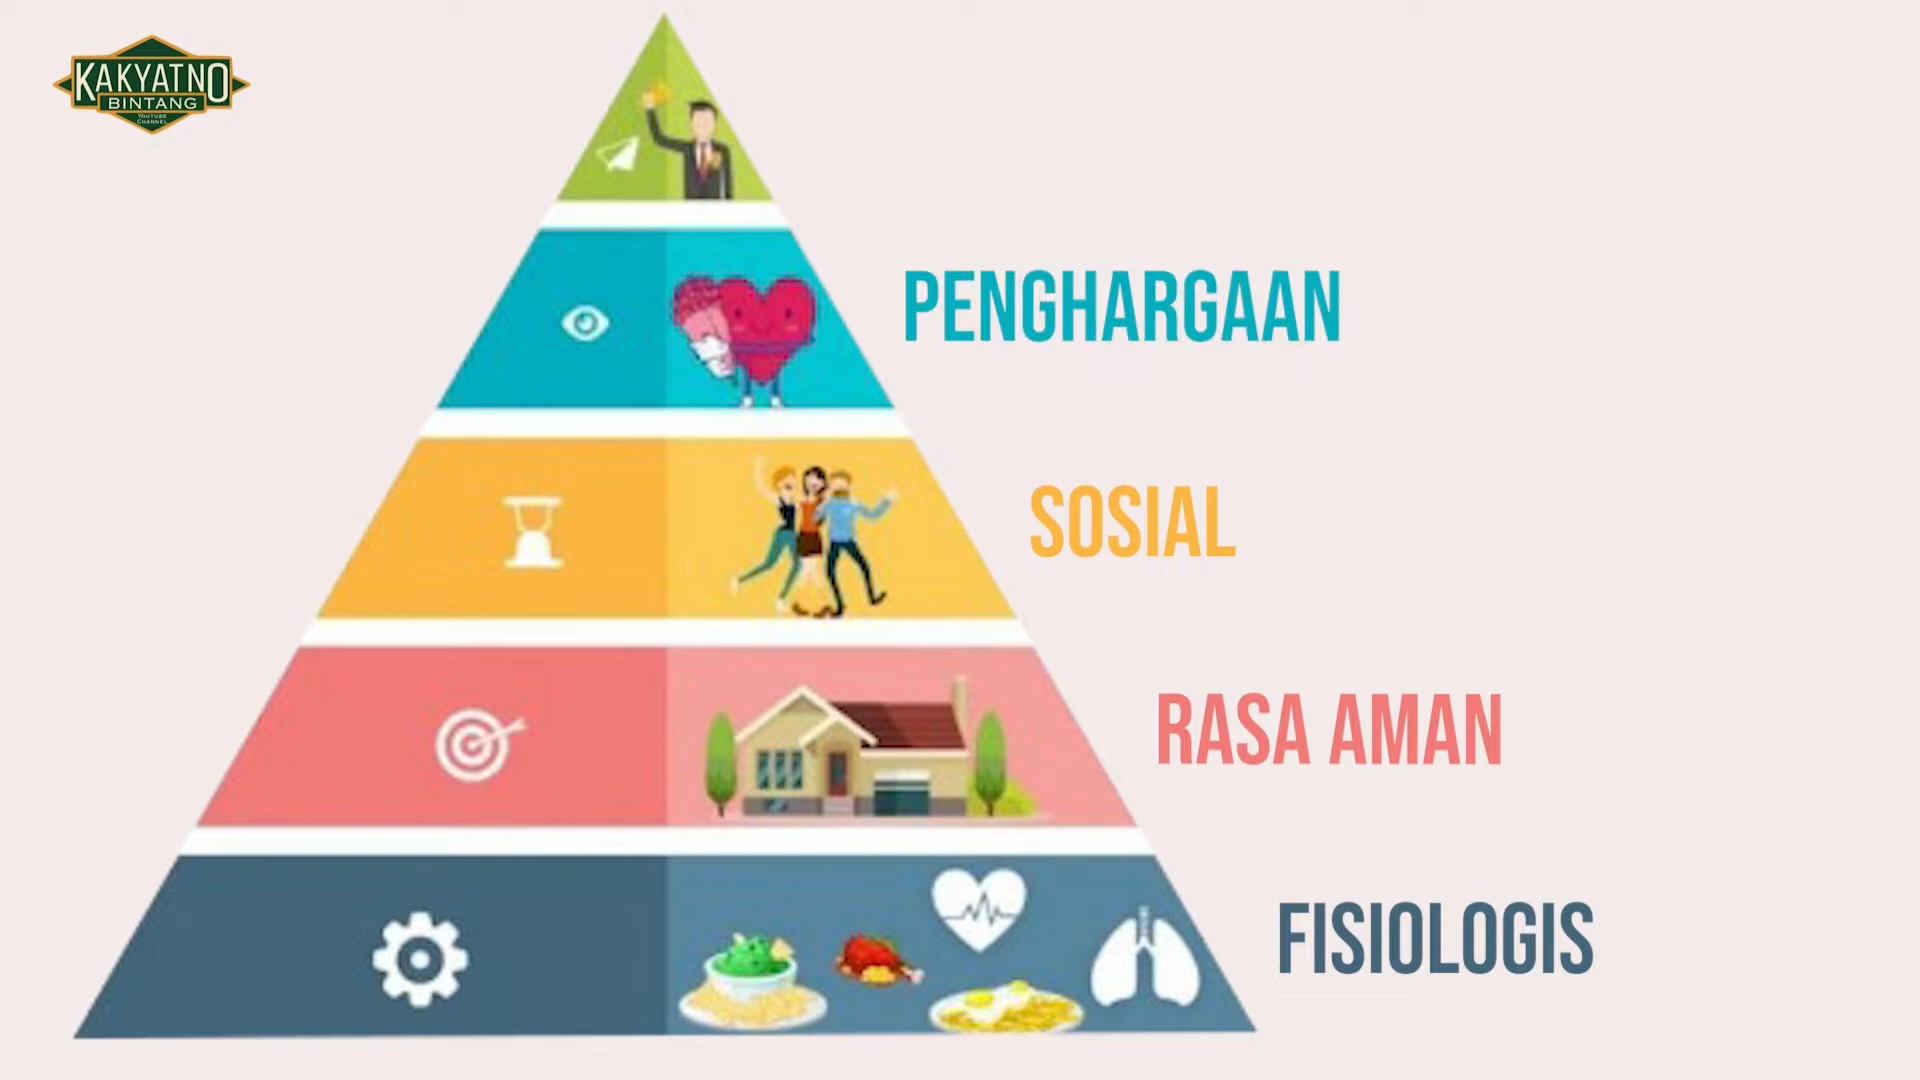 KAKYATNO
BINTANG
YOUTUBE
CHANNEL
PENGHARGAAN
SOSIAL
RASA AMAN
FISIOLOGIS